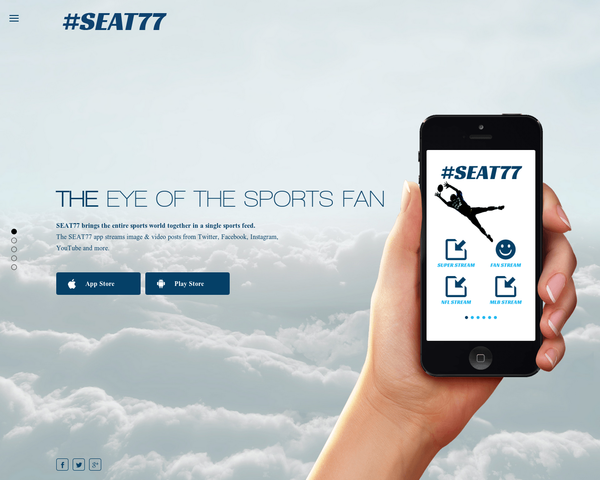 #SEAT77
THE EYE OF THE SPORTS FAN
SEAT77 brings the entire sports world together in a single sports feed.
The SEAT77 app streams image & video posts from Twitter, Facebook, Instagram,
YouTube and more.
App Store
Play Store
#SEAT77
SUPER STREAM
FAN STREAM
NFL STREAM
MLB STREAM